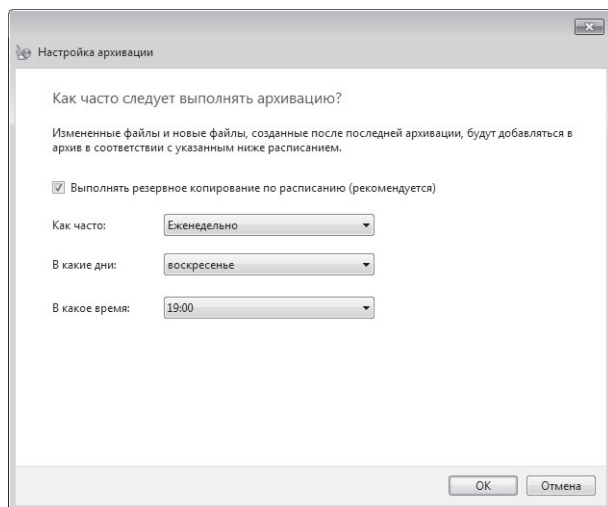 Настройка архивации
Как часто следует выполнять архивацию?
Измененные файлы и новые файлы, созданные после последней архивации, будут добавляться в
архив в соответствии с указанным ниже расписанием.
Выполнять резервное копирование по расписанию (рекомендуется)
Как часто: Еженедельно
В какие дни: воскресенье
В какое время: 19:00
ОК Отмена